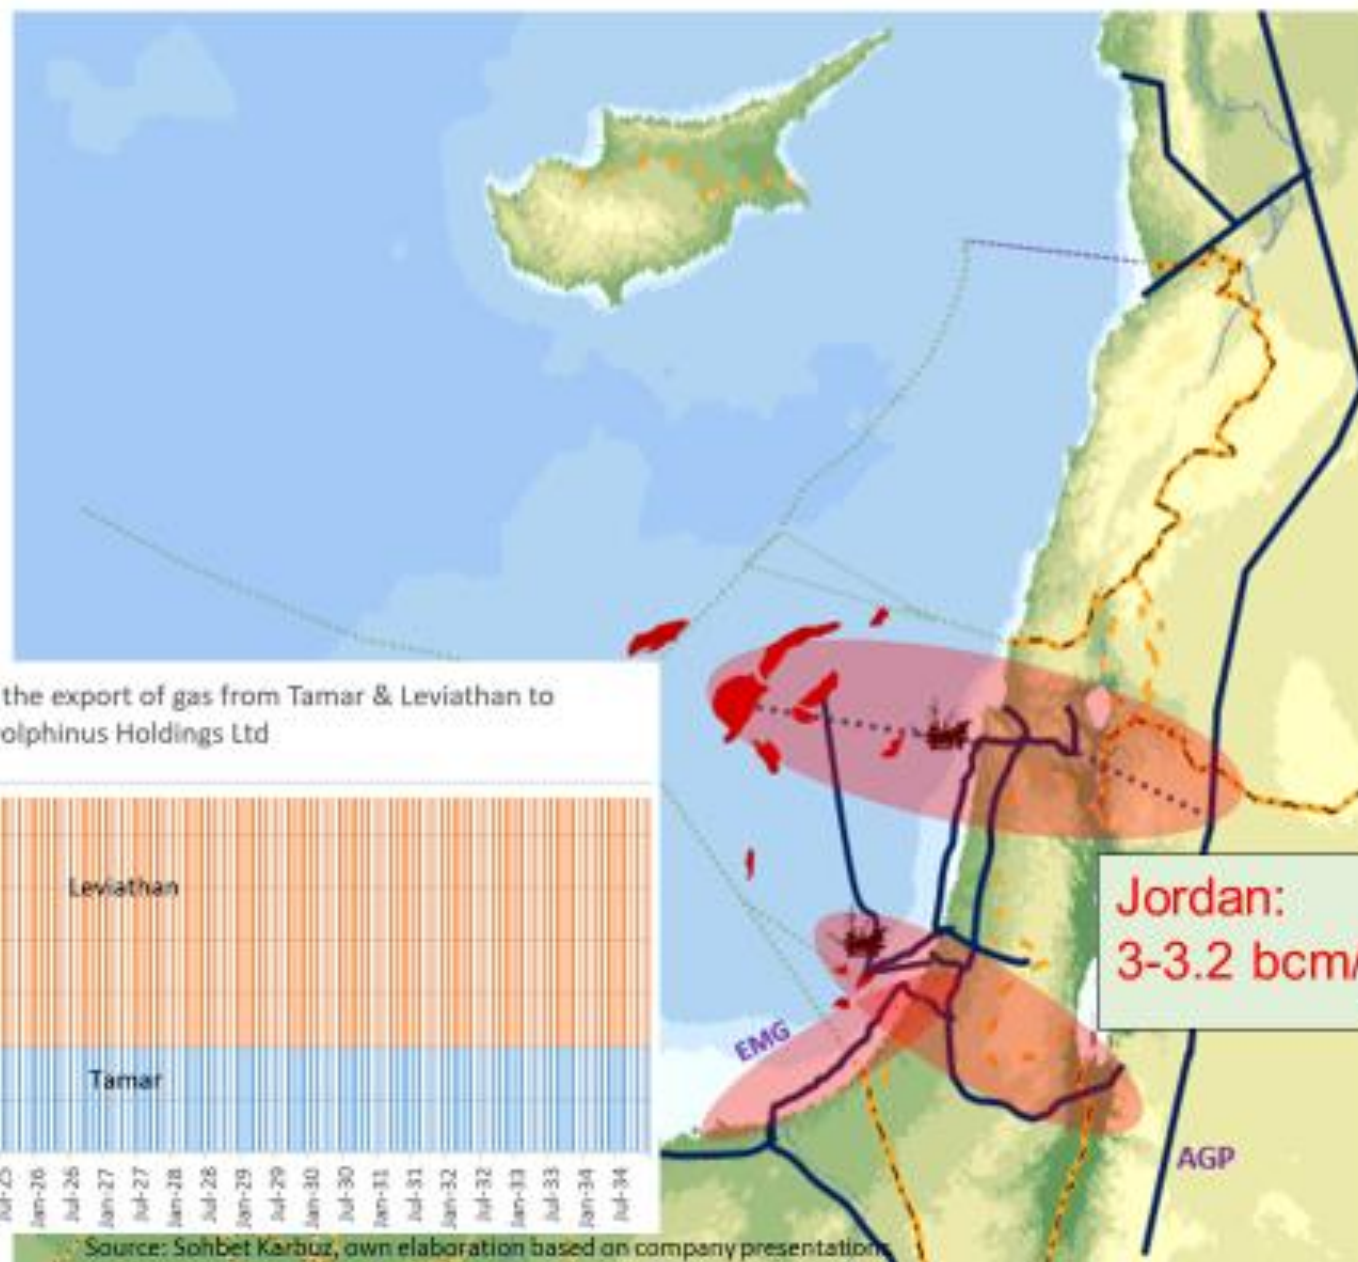 the export of gas from Tamar & Leviathan to
olphinus Holdings Ltd
Leviathan
Tamar
Jul-25 Jan-26 Jul-26 Jan-27 Jul-27 Jan-28 Jul-28 Jan-29 Jul-29 Jan-30 Jul-30 Jan-31 Jul-31 Jan-32 Jul-32 Jan-33 Jul-33 Jan-34 Jul-34
EMG
Jordan:
3-3.2 bcm/
AGP
Source: Sohbet Karbuz, own elaboration based on company presentations